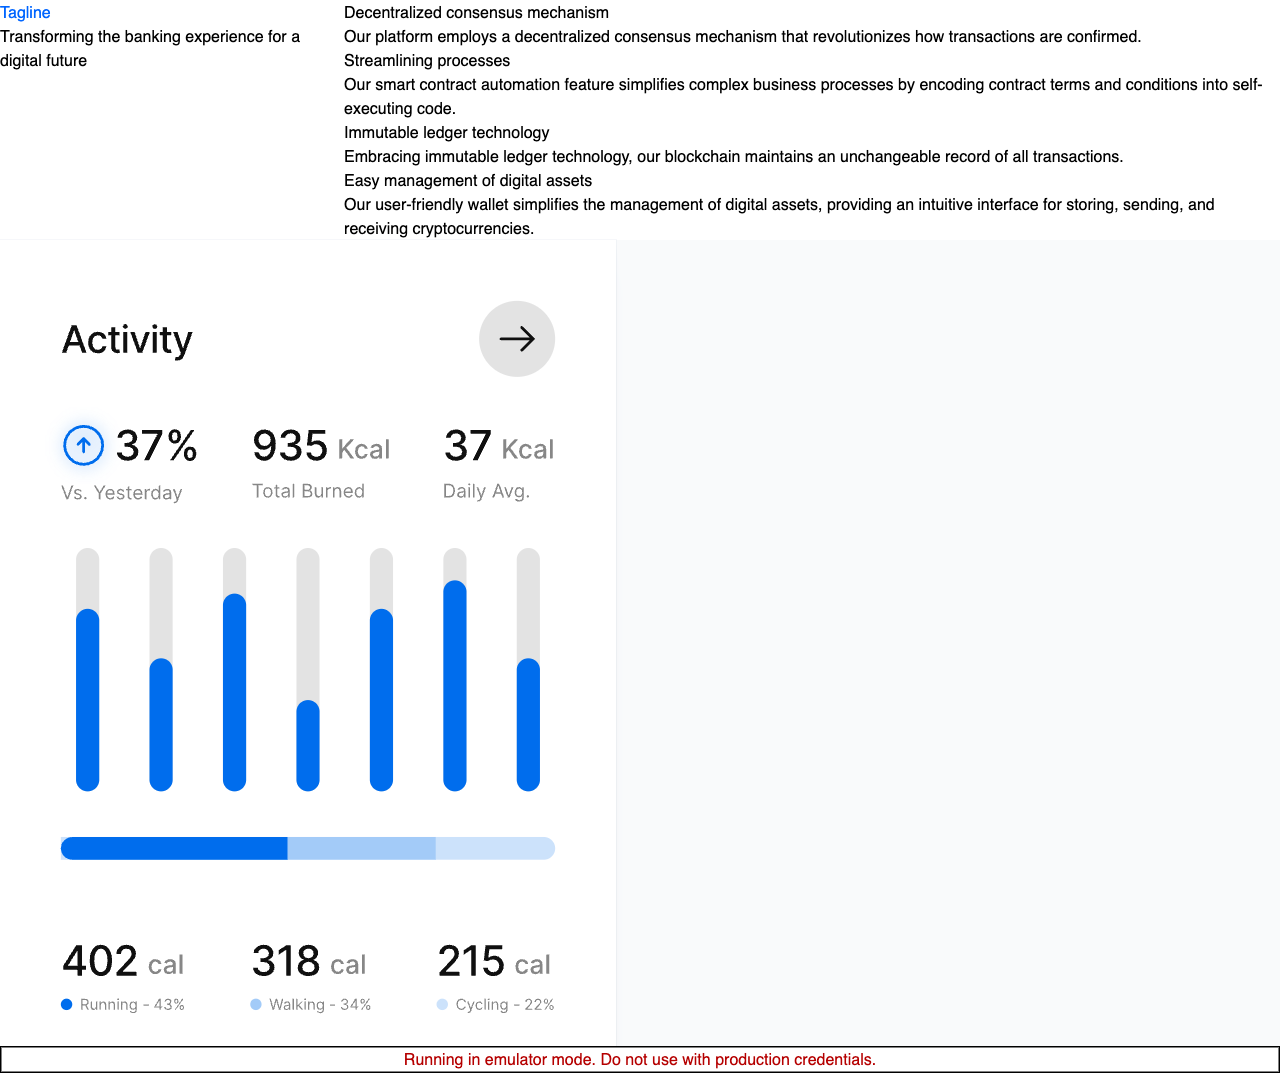 Tagline
Transforming the banking experience for a
digital future
Decentralized consensus mechanism
Our platform employs a decentralized consensus mechanism that revolutionizes how transactions are confirmed.
Streamlining processes
Our smart contract automation feature simplifies complex business processes by encoding contract terms and conditions into self-
executing code.
Immutable ledger technology
Embracing immutable ledger technology, our blockchain maintains an unchangeable record of all transactions.
Easy management of digital assets
Our user-friendly wallet simplifies the management of digital assets, providing an intuitive interface for storing, sending, and
receiving cryptocurrencies.
Activity
37% 935 Kcal 37 Kcal
Vs. Yesterday Total Burned Daily Avg.
402 cal 318 cal 215 cal
Running - 43% Walking - 34% Cycling - 22%
Running in emulator mode. Do not use with production credentials.